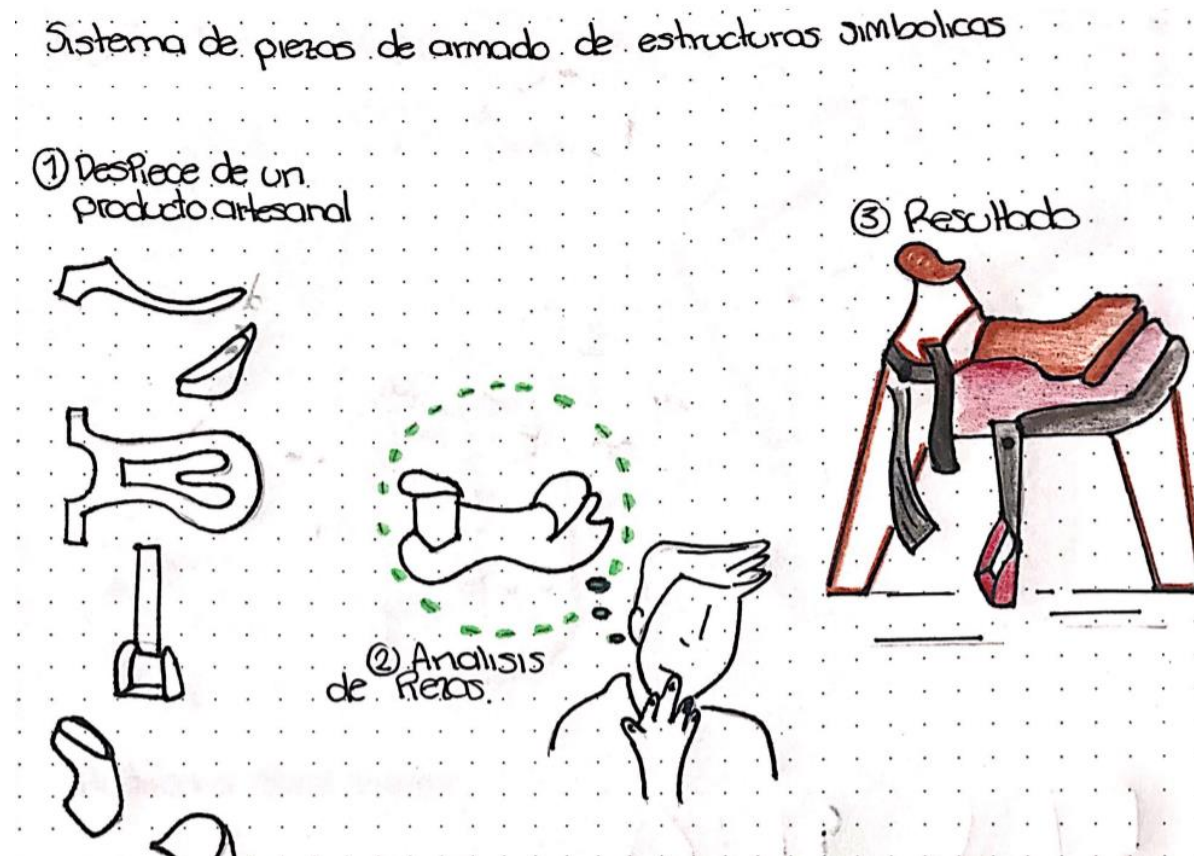 Sistema de piezas de armado de estructuras simbolicas
① Despiece de un
producto artesanal
② Analisis
de Piezas.
③ Resultado